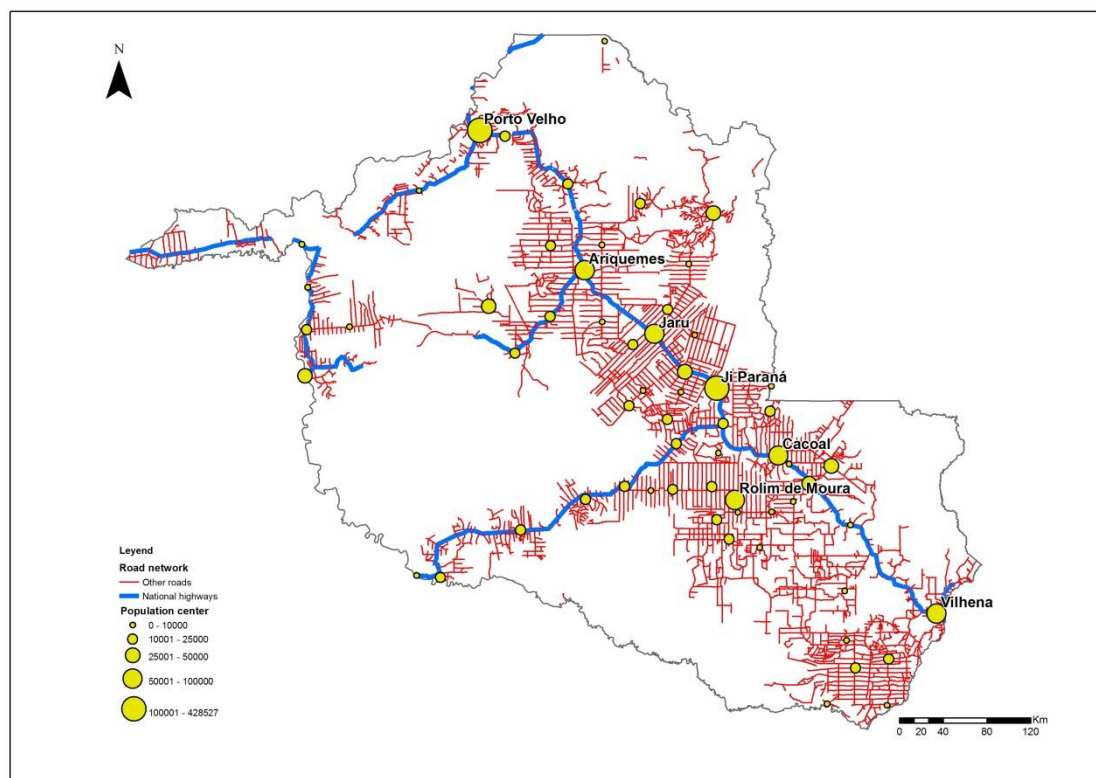 N
Porto Velho
Ariquemes
Jaru
Ji Paraná
Cacoal
Rolim de Moura
Vilhena
Leyend
Road network
Other roads
National highways
Population center
0 - 10000
10001 - 25000
25001 - 50000
50001 - 100000
100001 - 428527
Km
0 20 40 80 120